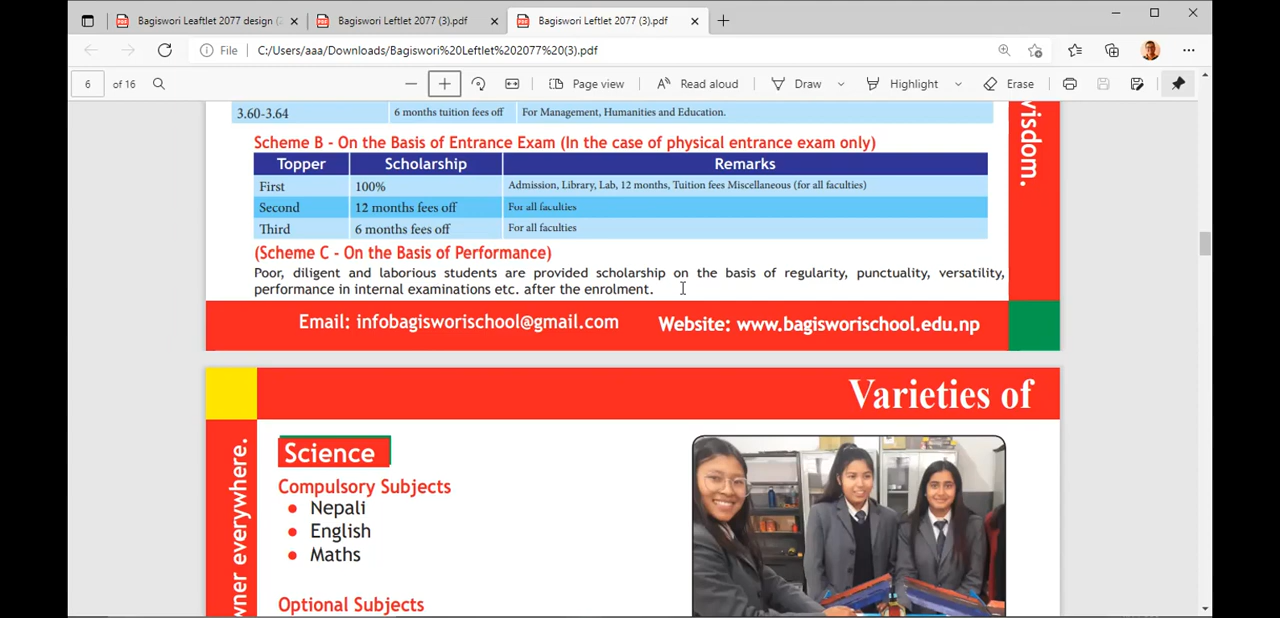 Bagiswori Leaftlet 2077 design (
Bagiswori Leftlet 2077 (3).pdf
Bagiswori Leftlet 2077 (3).pdf
File
C:/Users/aaa/Downloads/Bagiswori%20Leftlet%202077%20(3).pdf
6 of 16
Page view
Read aloud
Draw
Highlight
Erase
3.60-3.64 6 months tuition fees off For Management, Humanities and Education.
wisdom.
Scheme B - On the Basis of Entrance Exam (In the case of physical entrance exam only)
Topper Scholarship Remarks
First 100% Admission, Library, Lab, 12 months, Tuition fees Miscellaneous (for all faculties)
Second 12 months fees off For all faculties
Third 6 months fees off For all faculties
(Scheme C - On the Basis of Performance)
Poor, diligent and laborious students are provided scholarship on the basis of regularity, punctuality, versatility,
performance in internal examinations etc. after the enrolment.
Email: infobagisworischool@gmail.com Website: www.bagisworischool.edu.np
Varieties of
everywhere.
Science
Compulsory Subjects
Nepali
English
Maths
Optional Subjects